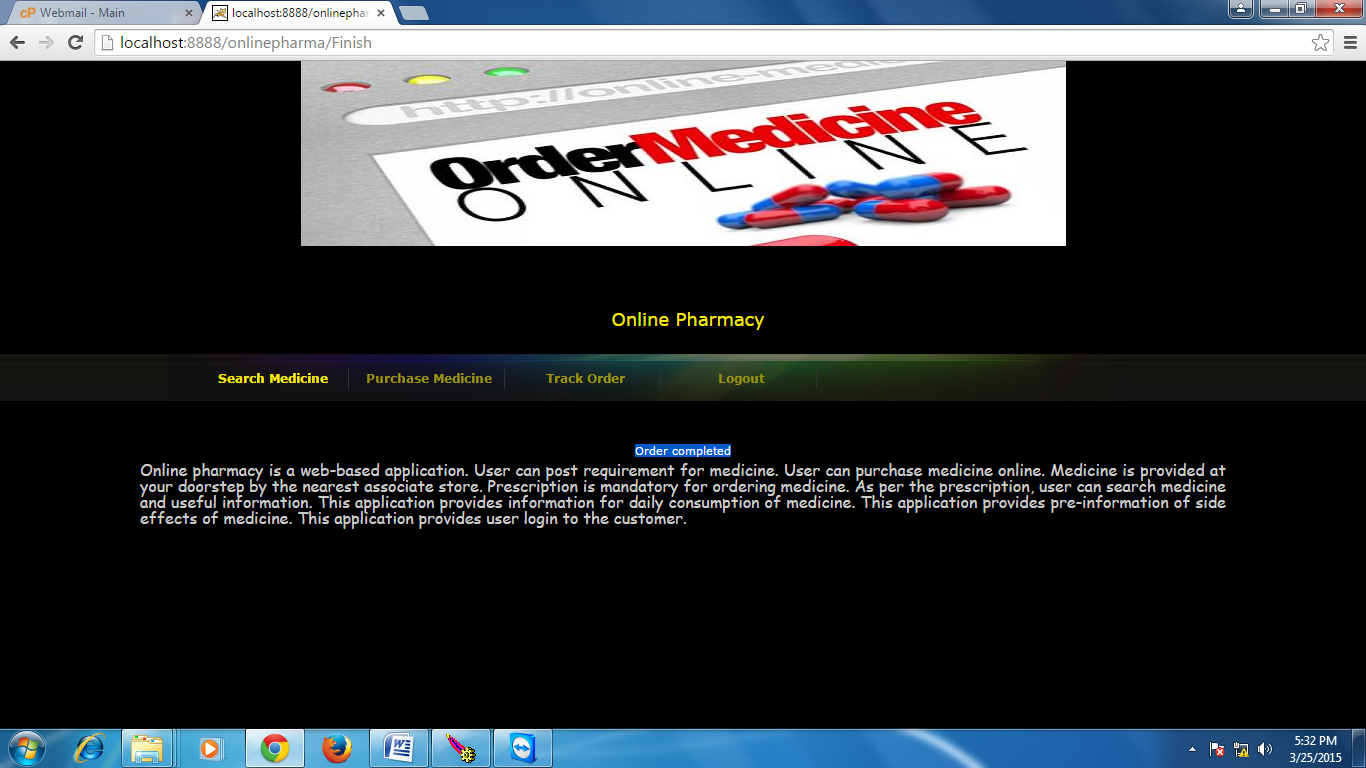 Webmail - Main
localhost:8888/onlinephar
localhost:8888/onlinepharma/Finish
http://online-medic
OrderMedicine
ONLINE
Online Pharmacy
Search Medicine Purchase Medicine Track Order Logout
Order completed
Online pharmacy is a web-based application. User can post requirement for medicine. User can purchase medicine online. Medicine is provided at
your doorstep by the nearest associate store. Prescription is mandatory for ordering medicine. As per the prescription, user can search medicine
and useful information. This application provides information for daily consumption of medicine. This application provides pre-information of side
effects of medicine. This application provides user login to the customer.
5:32 PM
3/25/2015